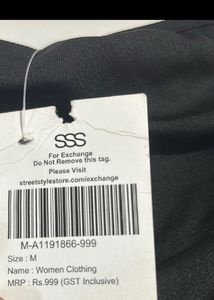 SSS
For Exchange
Do Not Remove this tag.
Please Visit
streetstylestore.com/exchange
M-A1191866-999
Size : M
Name : Women Clothing
MRP : Rs.999 (GST Inclusive)